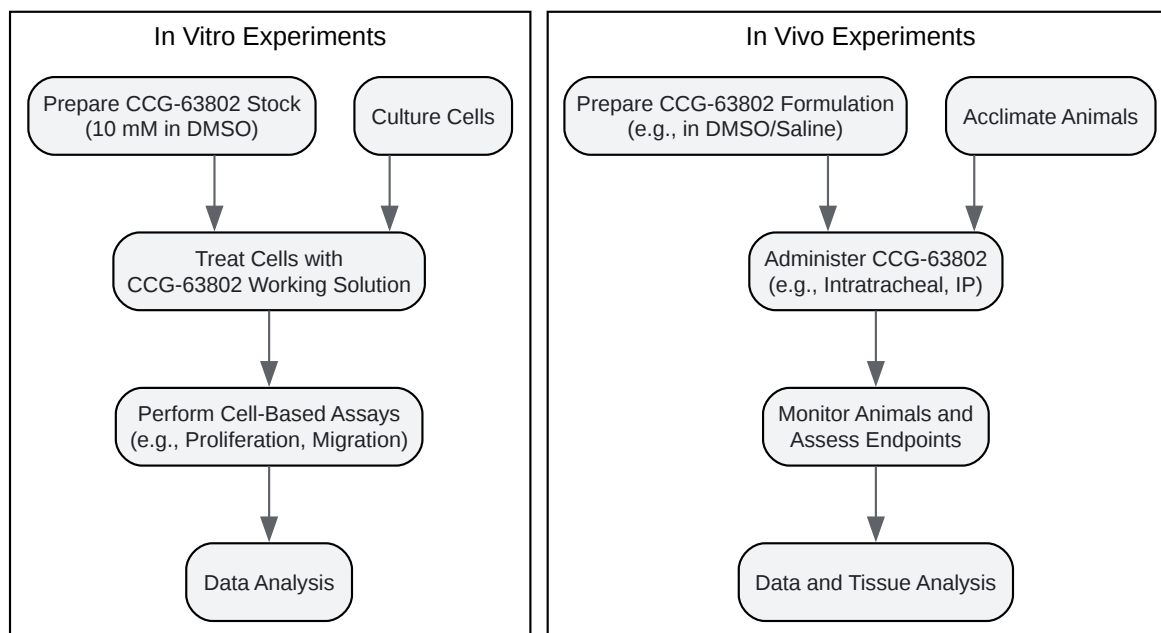 In Vitro Experiments
Prepare CCG-63802 Stock
(10 mM in DMSO)
Culture Cells
Treat Cells with
CCG-63802 Working Solution
Perform Cell-Based Assays
(e.g., Proliferation, Migration)
Data Analysis
In Vivo Experiments
Prepare CCG-63802 Formulation
(e.g., in DMSO/Saline)
Acclimate Animals
Administer CCG-63802
(e.g., Intratracheal, IP)
Monitor Animals and
Assess Endpoints
Data and Tissue Analysis